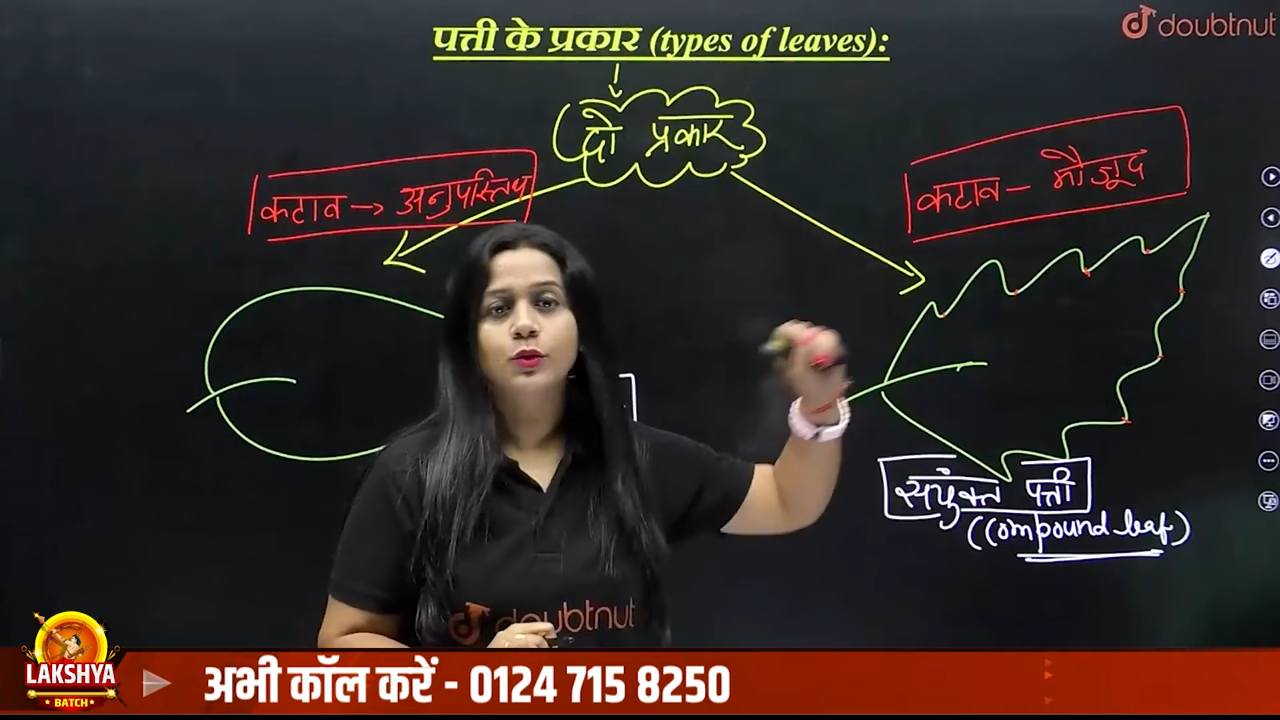 पत्ती के प्रकार (types of leaves):
doubtnut
दो प्रकार
कटाव → अनुपस्तिथ
कटाव - मौजूद
सयुंक्त पत्ती
(compound leaf)
doubtnut
LAKSHYA
BATCH
अभी कॉल करें - 0124 715 8250